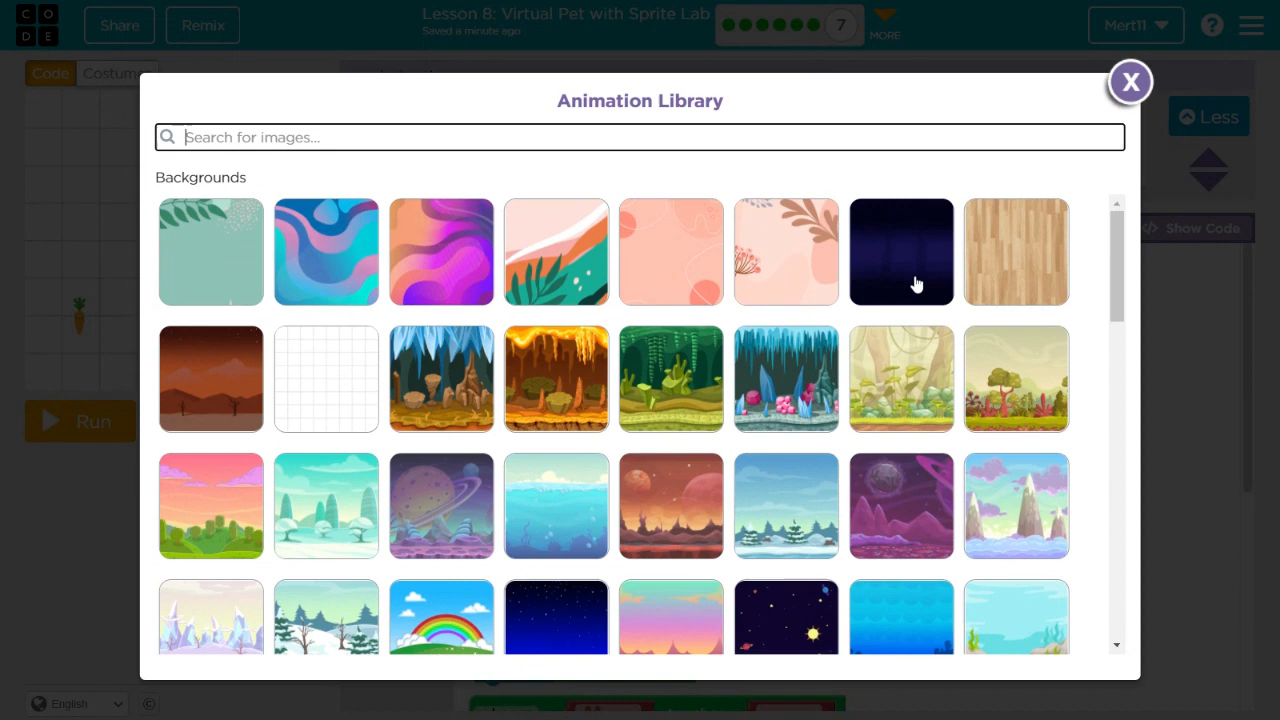 C O
D E
Share
Remix
Lesson 8: Virtual Pet with Sprite Lab
Saved a minute ago
7
MORE
Mert11
?
Code
Costumes
Animation Library
X
Search for images...
Less
Backgrounds
Show Code
Run
English
©